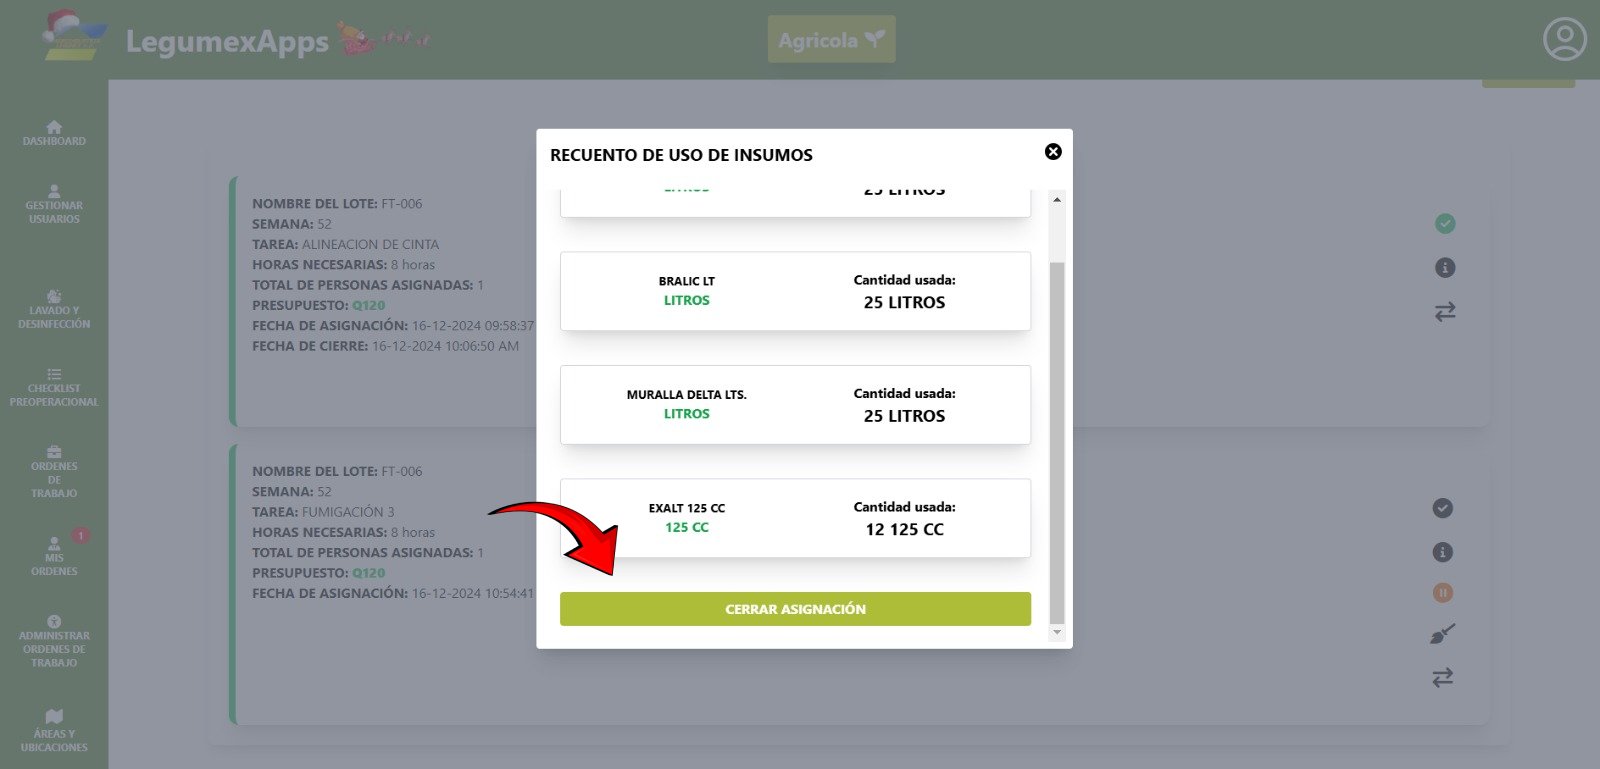 LegumexApps
Agricola
DASHBOARD
GESTIONAR
USUARIOS
LAVADO Y
DESINFECCIÓN
CHECKLIST
PREOPERACIONAL
ORDENES
DE
TRABAJO
1
MIS
ORDENES
ADMINISTRAR
ORDENES DE
TRABAJO
ÁREAS Y
UBICACIONES
NOMBRE DEL LOTE: FT-006
SEMANA: 52
TAREA: ALINEACION DE CINTA
HORAS NECESARIAS: 8 horas
TOTAL DE PERSONAS ASIGNADAS: 1
PRESUPUESTO: Q120
FECHA DE ASIGNACIÓN: 16-12-2024 09:58:37
FECHA DE CIERRE: 16-12-2024 10:06:50 AM
NOMBRE DEL LOTE: FT-006
SEMANA: 52
TAREA: FUMIGACIÓN 3
HORAS NECESARIAS: 8 horas
TOTAL DE PERSONAS ASIGNADAS: 1
PRESUPUESTO: Q120
FECHA DE ASIGNACIÓN: 16-12-2024 10:54:41
RECUENTO DE USO DE INSUMOS
LITROS
25 LITROS
BRALIC LT
LITROS
Cantidad usada:
25 LITROS
MURALLA DELTA LTS.
LITROS
Cantidad usada:
25 LITROS
EXALT 125 CC
125 CC
Cantidad usada:
12 125 CC
CERRAR ASIGNACIÓN